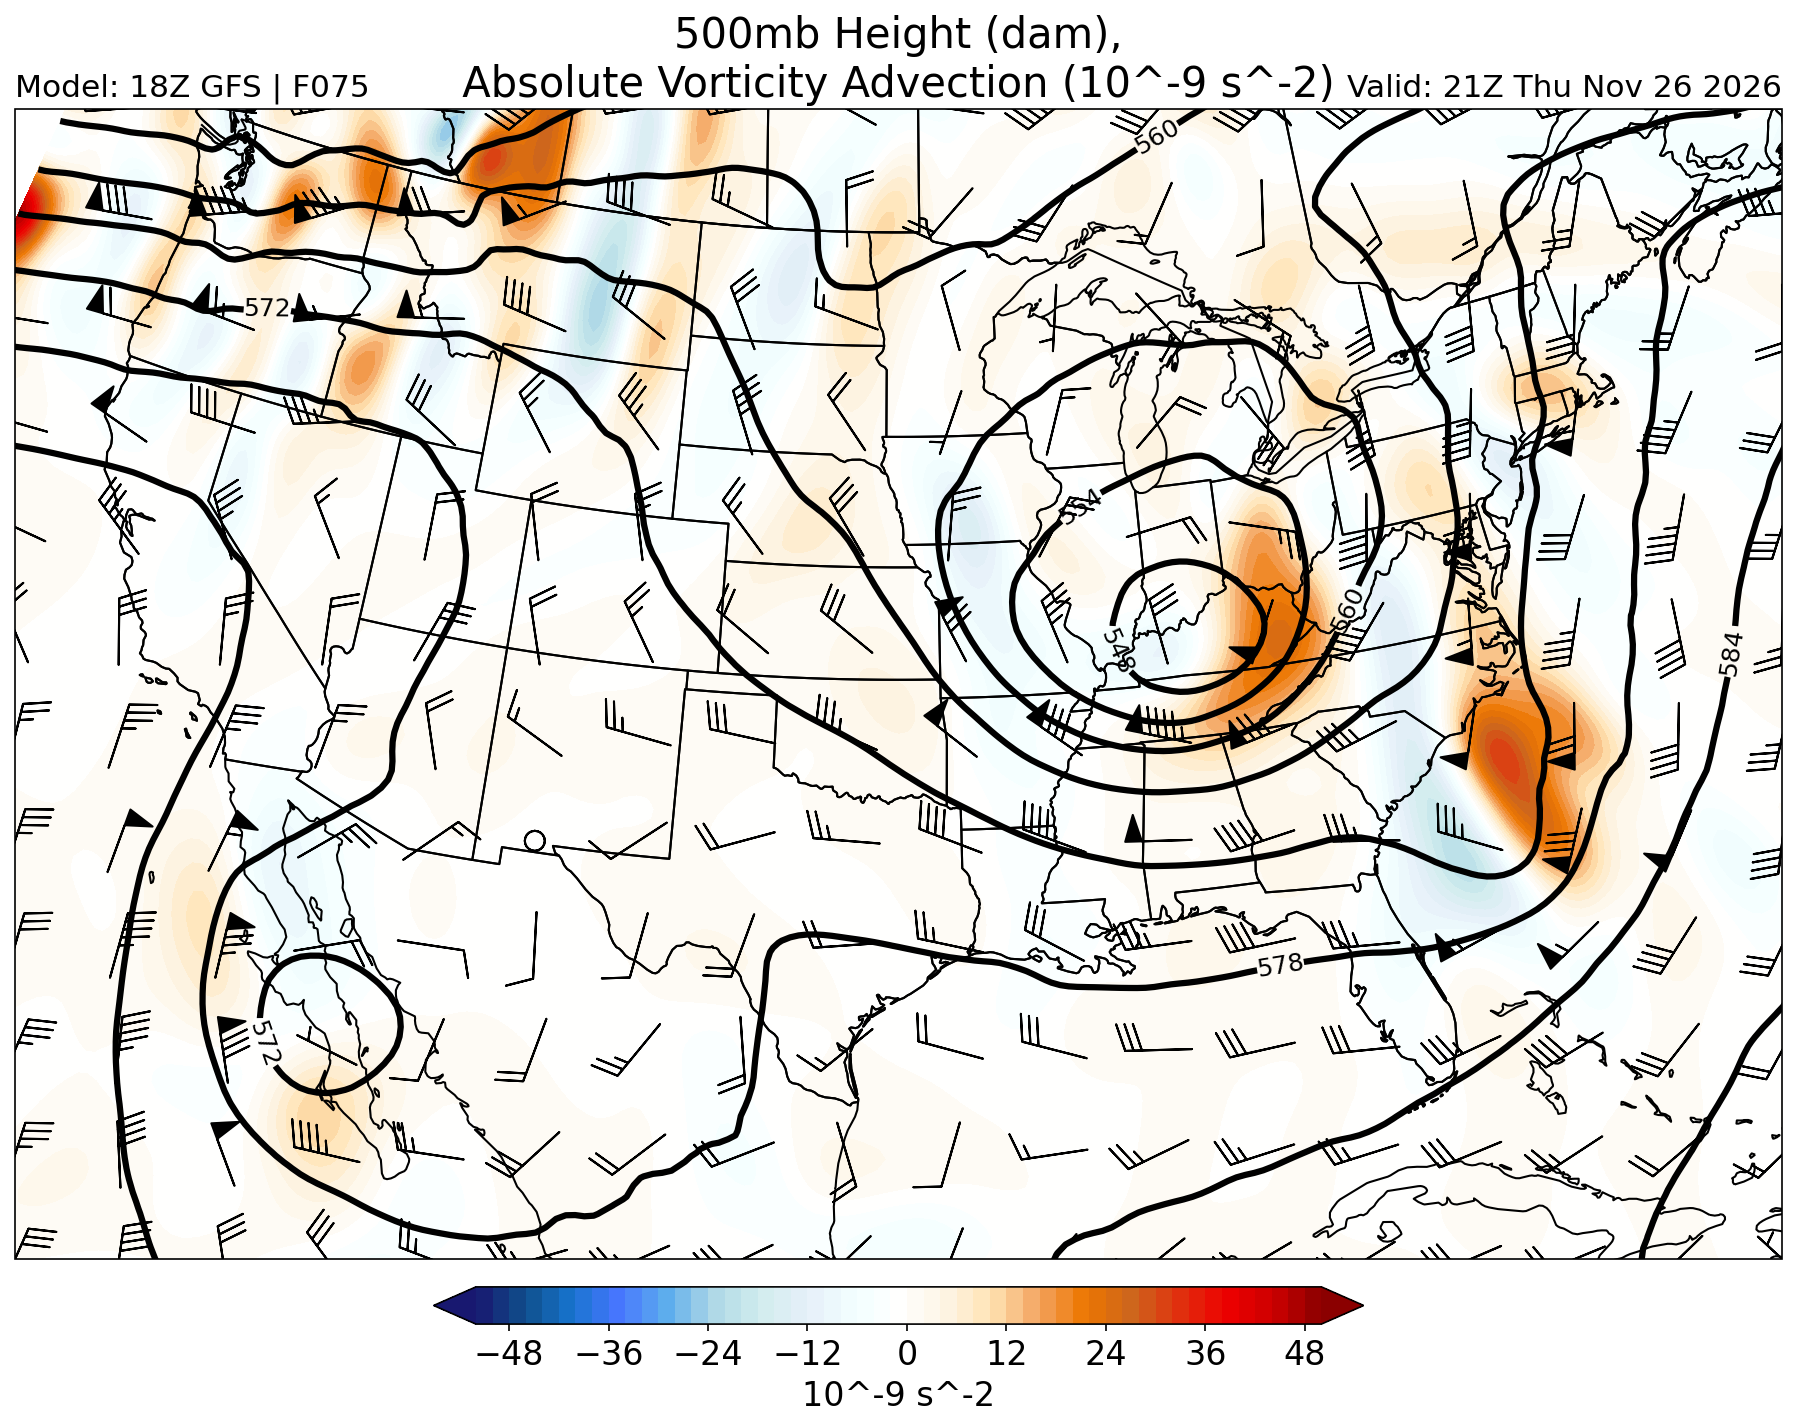 500mb Height (dam),
Model: 18Z GFS | F075
Absolute Vorticity Advection (10^-9 s^-2)
Valid: 21Z Thu Nov 26 2026
560
572
554
560
548
584
578
572
−48 −36 −24 −12 0 12 24 36 48
10^-9 s^-2